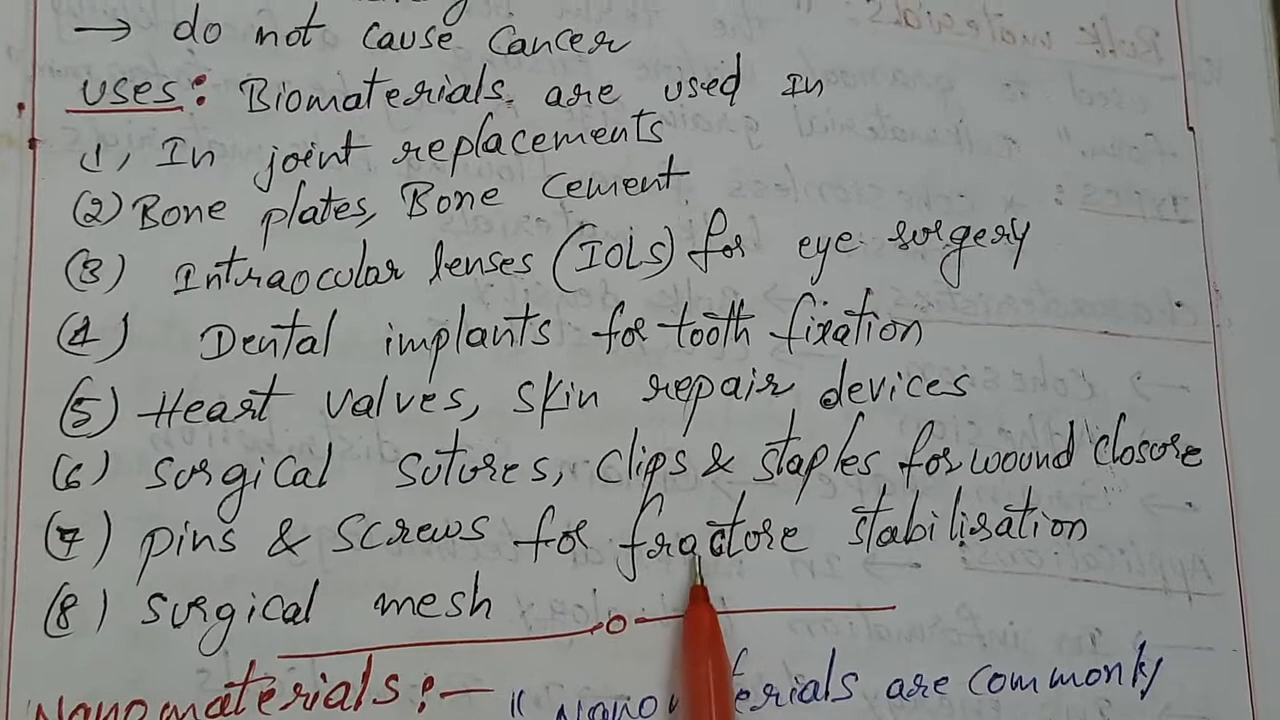 → do not cause cancer
uses: Biomaterials are used in
(1) In joint replacements
(2) Bone plates, Bone cement
(3) Intraocular lenses (IOLs) for eye surgery
(4) Dental implants for tooth fixation
(5) Heart valves, skin repair devices
(6) surgical sutures, clips & staples for wound closure
(7) pins & screws for fracture stabilisation
(8) surgical mesh
Nanomaterials:— " are commonly